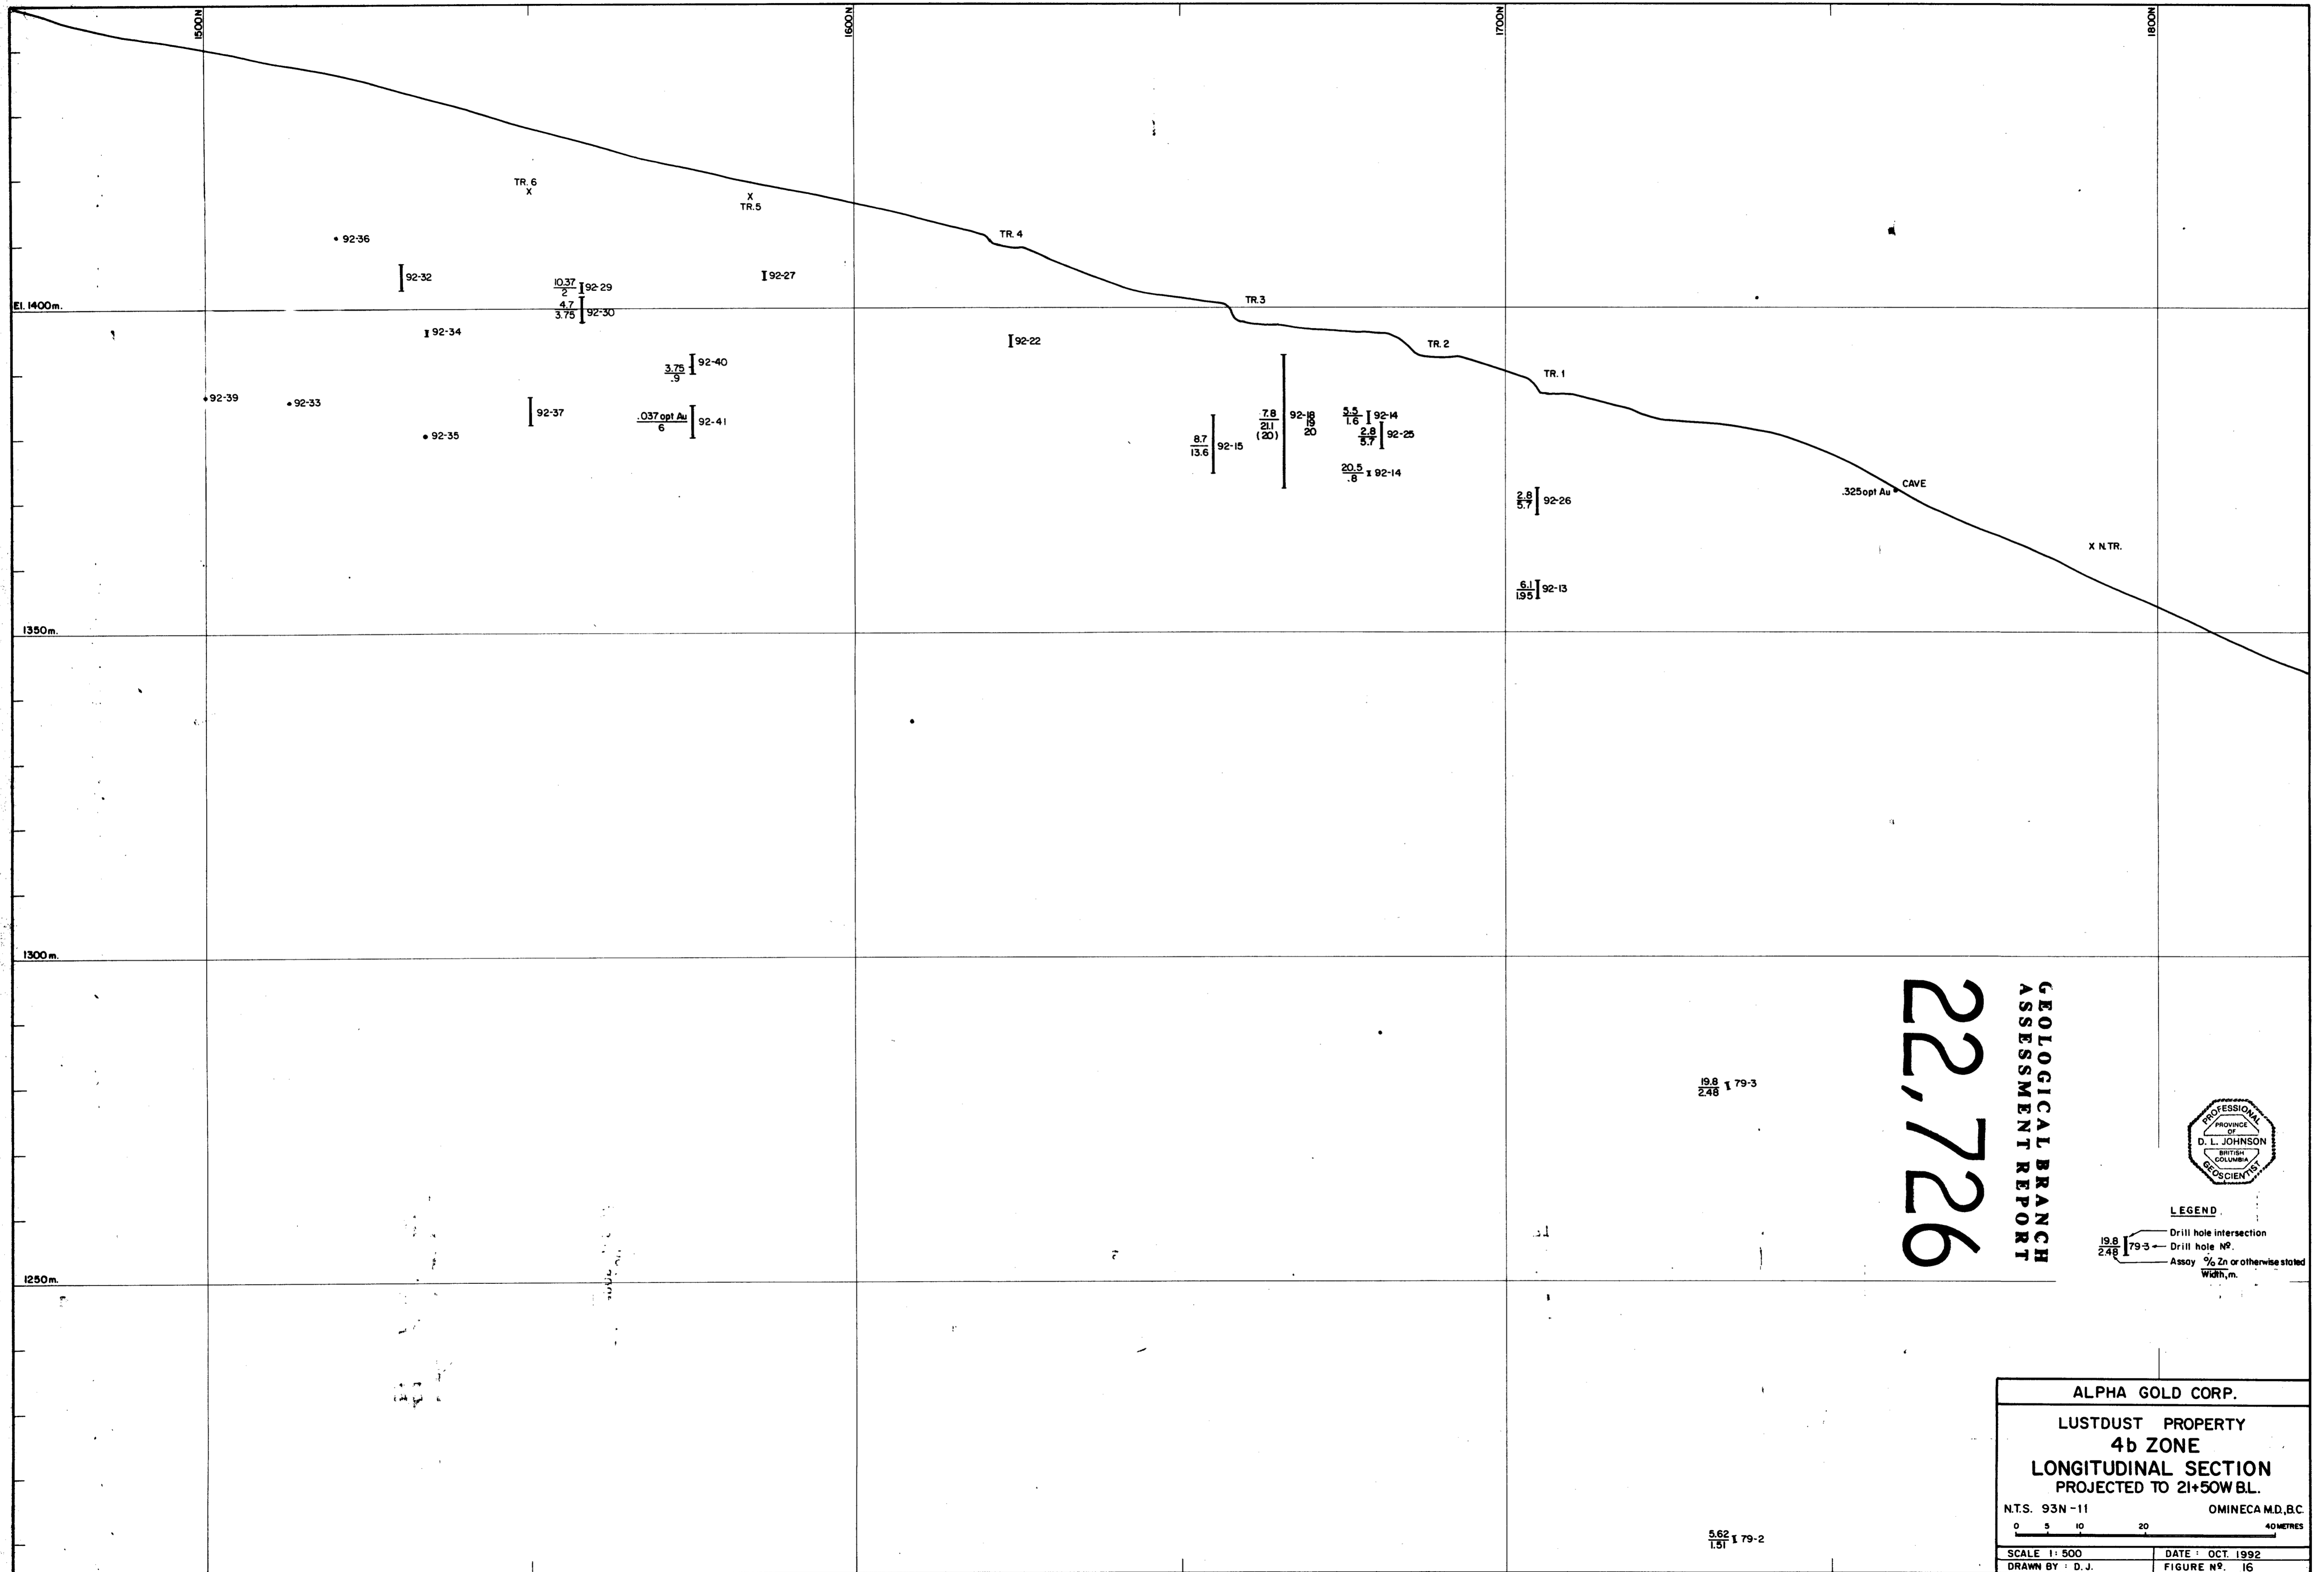 1500N
1600N
1700N
1800N
TR. 6
X
X
TR.5
TR. 4
92-36
92-32
10.37
2
92-29
4.7
3.75
92-30
92-27
El. 1400m.
TR.3
92-34
92-22
TR. 2
3.75
.9
92-40
TR. 1
92-39
92-33
92-37
.037 opt Au
6
92-41
92-35
8.7
13.6
92-15
7.8
21.1
(20)
92-18
19
20
5.5
1.6
92-14
2.8
5.7
92-25
20.5
.8
92-14
2.8
5.7
92-26
.325 opt Au
CAVE
X N.TR.
6.1
1.95
92-13
1350m.
1300m.
19.8
2.48
79-3
1250m.
5.62
1.51
79-2
GEOLOGICAL BRANCH
ASSESSMENT REPORT
22,726
PROFESSIONAL
PROVINCE
OF
D. L. JOHNSON
BRITISH
COLUMBIA
GEOSCIENTIST
LEGEND
Drill hole intersection
19.8
2.48
79-3
Drill hole Nº.
Assay % Zn or otherwise stated
Width, m.
ALPHA GOLD CORP.
LUSTDUST PROPERTY
4b ZONE
LONGITUDINAL SECTION
PROJECTED TO 21+50W B.L.
N.T.S. 93N-11 OMINECA M.D., B.C.
0 5 10 20 40 METRES
SCALE 1: 500 DATE : OCT. 1992
DRAWN BY : D. J. FIGURE Nº. 16